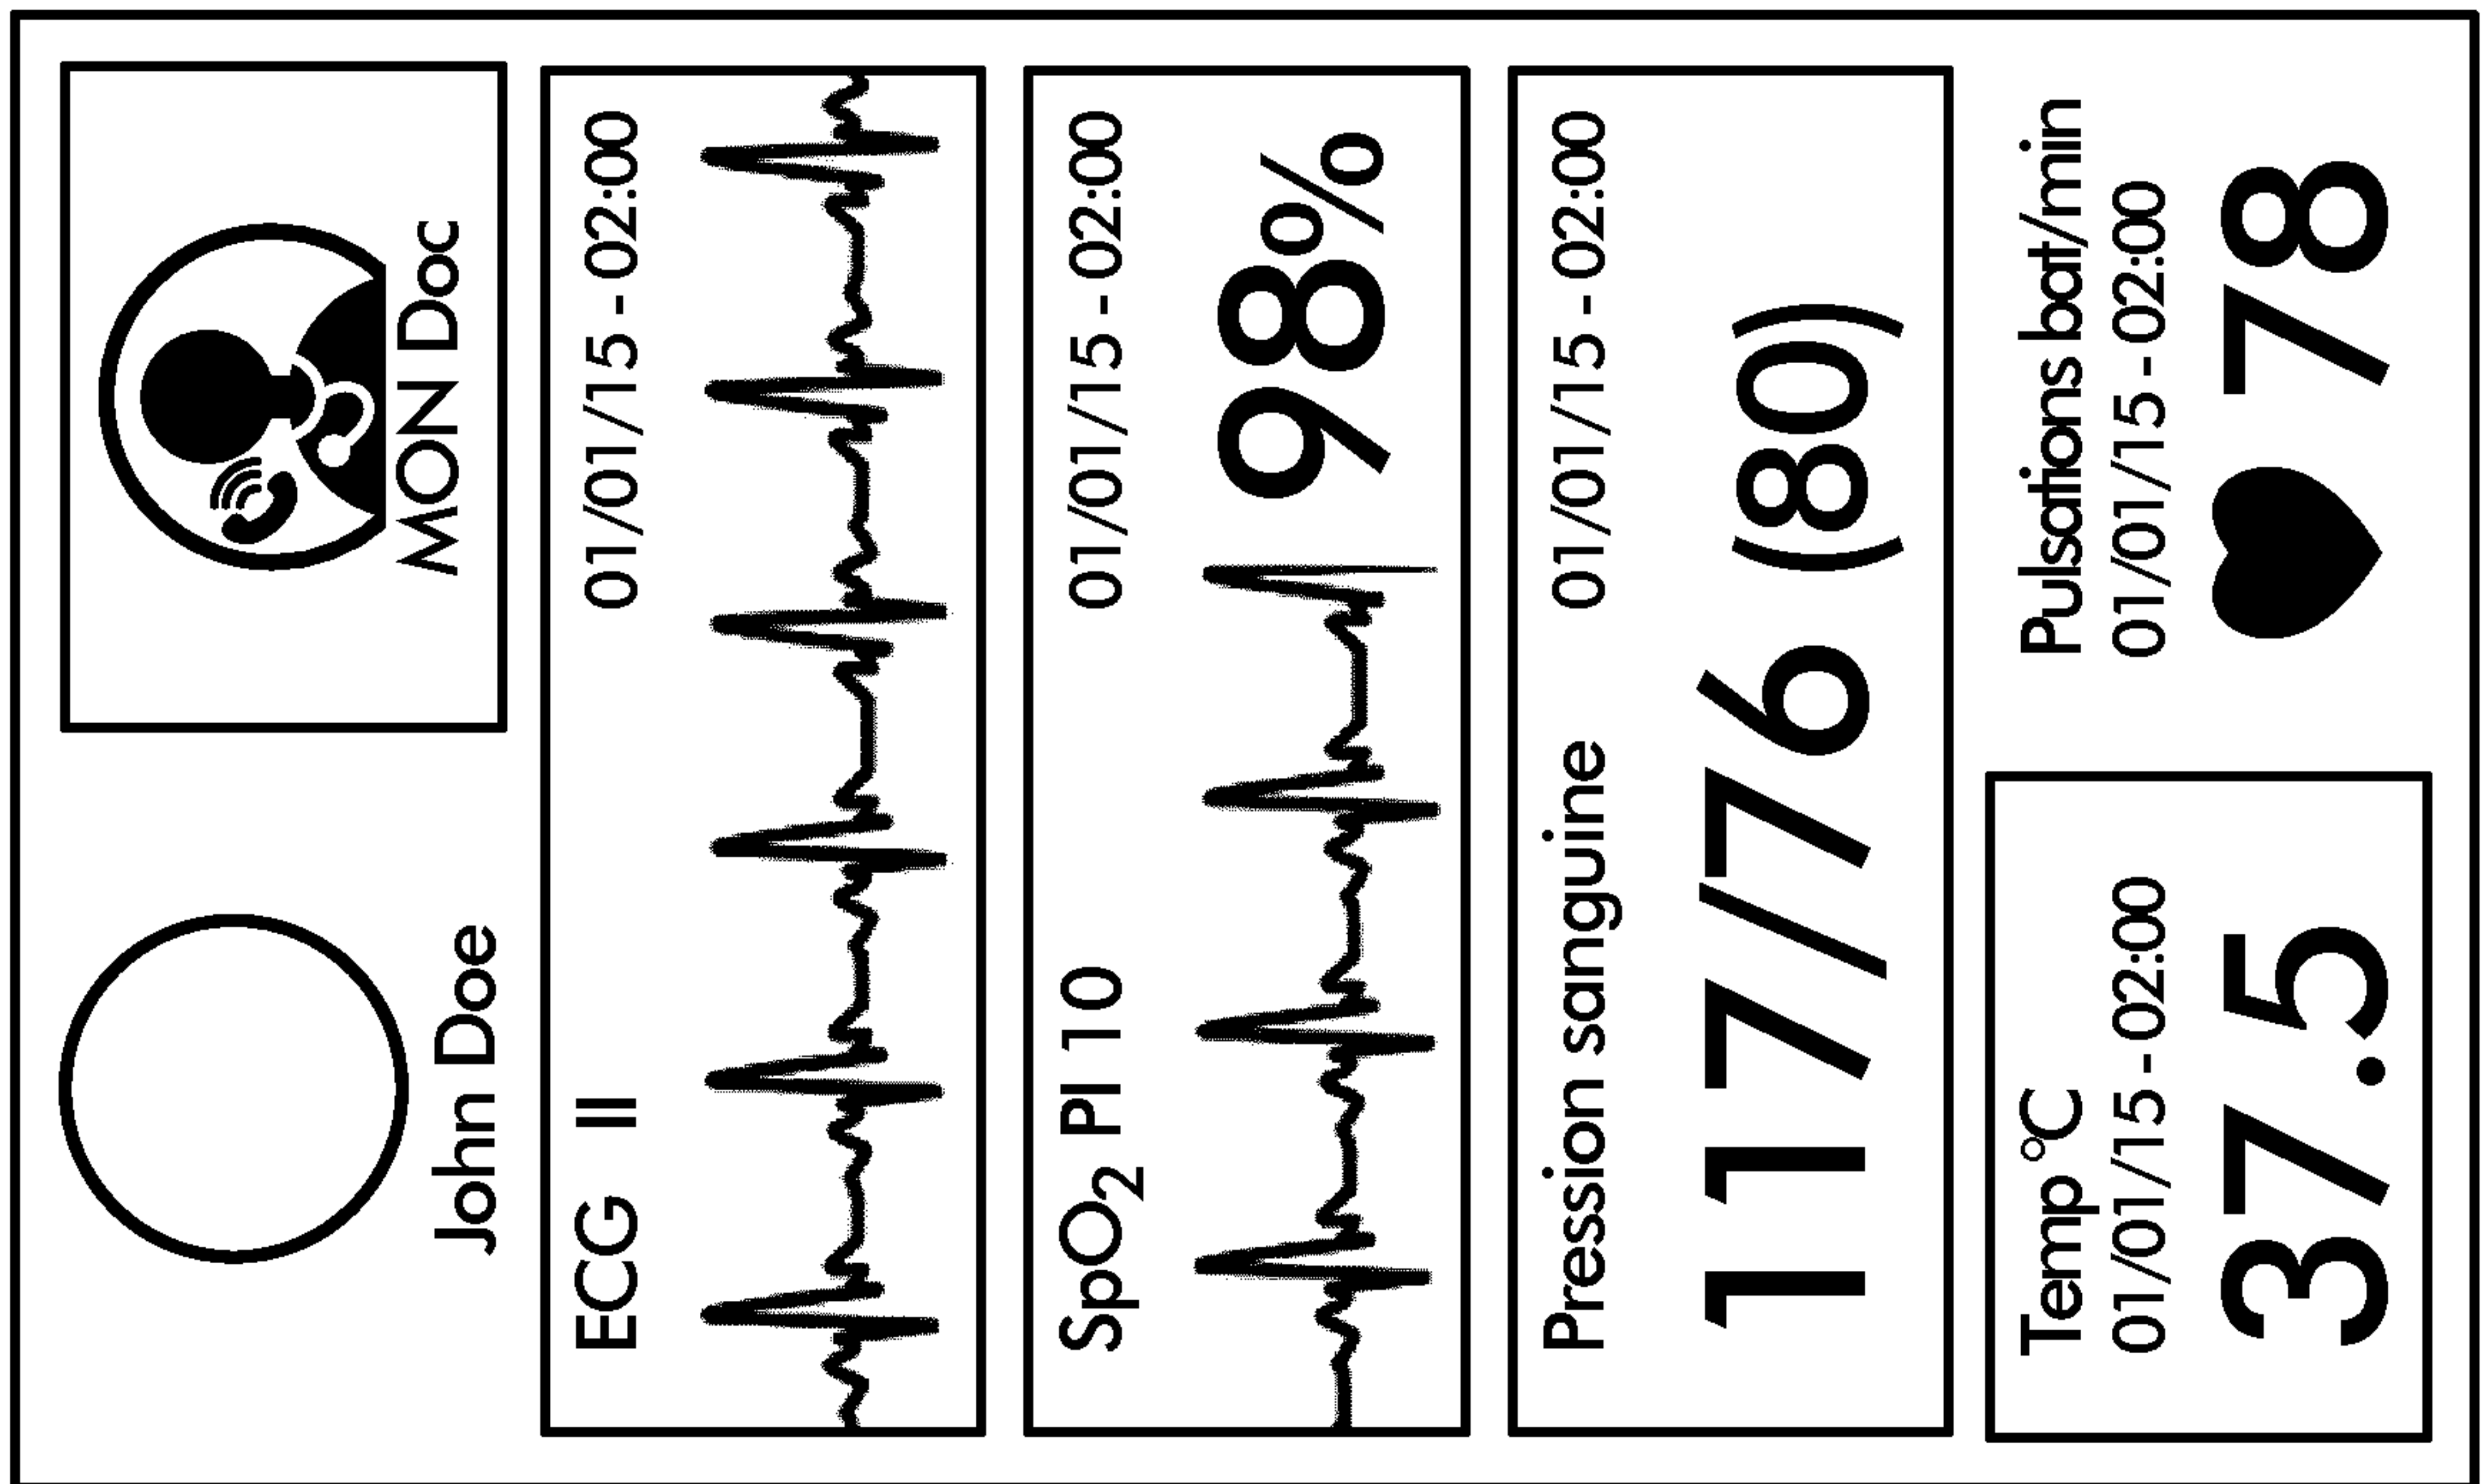 John Doe
MON Doc
ECG II 01/01/15 - 02:00
SpO₂ PI 10 01/01/15 - 02:00
98%
Pression sanguine 01/01/15 - 02:00
117/76 (80)
Temp °C
01/01/15 - 02:00
37.5
Pulsations bat/min
01/01/15 - 02:00
78